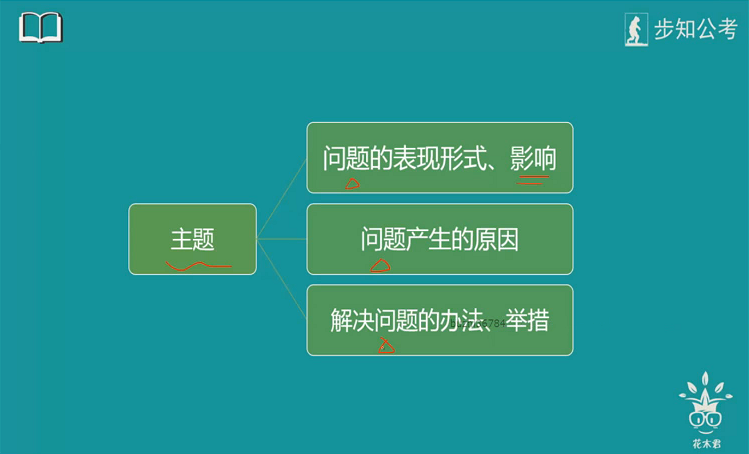 步知公考
问题的表现形式、影响
主题
问题产生的原因
解决问题的办法、举措
花木君